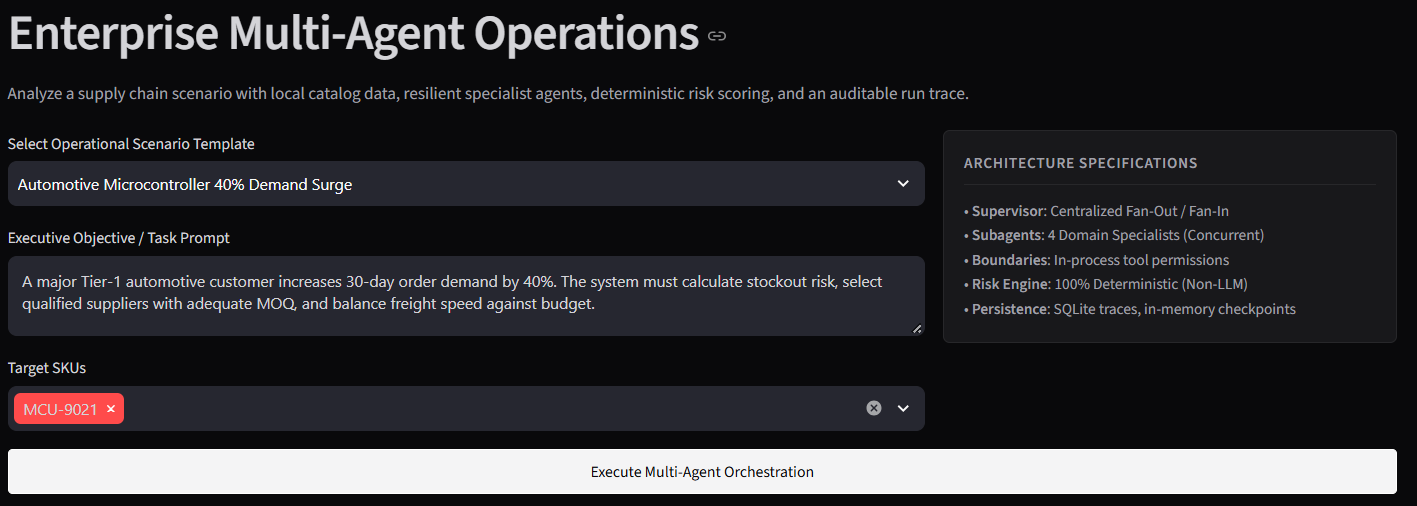 Enterprise Multi-Agent Operations
Analyze a supply chain scenario with local catalog data, resilient specialist agents, deterministic risk scoring, and an auditable run trace.
Select Operational Scenario Template
Automotive Microcontroller 40% Demand Surge
Executive Objective / Task Prompt
A major Tier-1 automotive customer increases 30-day order demand by 40%. The system must calculate stockout risk, select
qualified suppliers with adequate MOQ, and balance freight speed against budget.
Target SKUs
MCU-9021 ×
ARCHITECTURE SPECIFICATIONS
• Supervisor: Centralized Fan-Out / Fan-In
• Subagents: 4 Domain Specialists (Concurrent)
• Boundaries: In-process tool permissions
• Risk Engine: 100% Deterministic (Non-LLM)
• Persistence: SQLite traces, in-memory checkpoints
Execute Multi-Agent Orchestration